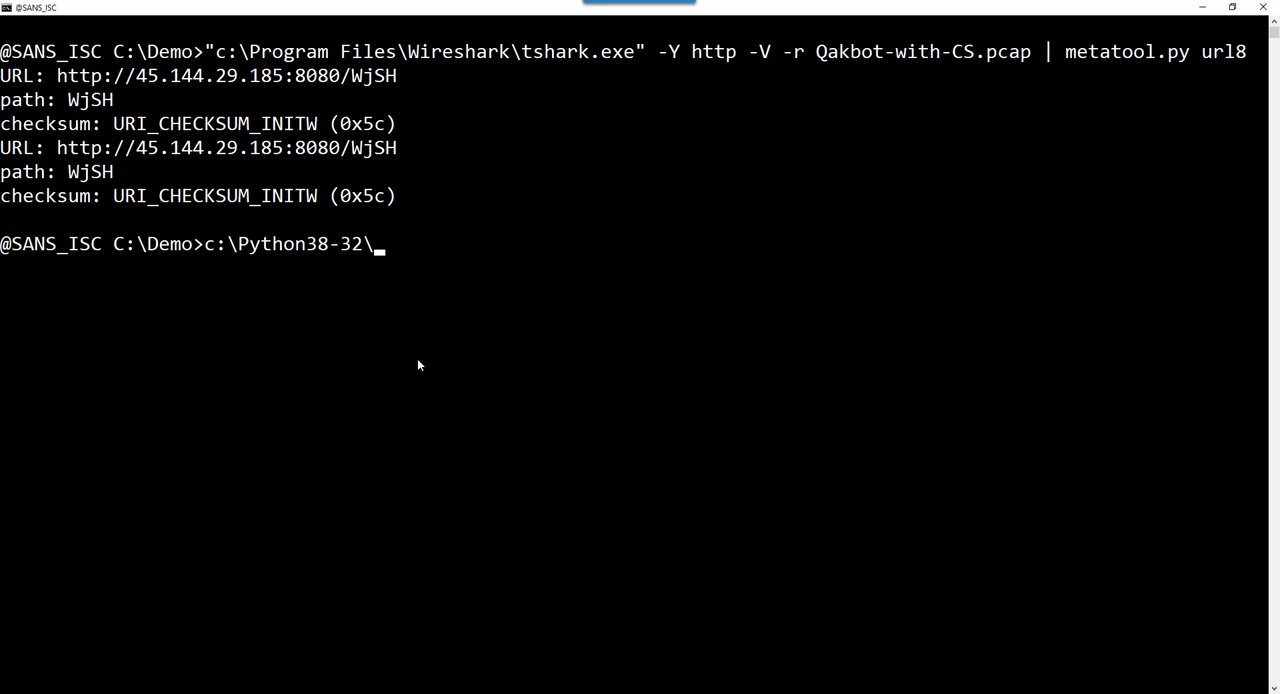 @SANS_ISC
@SANS_ISC C:\Demo>"c:\Program Files\Wireshark\tshark.exe" -Y http -V -r Qakbot-with-CS.pcap | metatool.py url8
URL: http://45.144.29.185:8080/WjSH
path: WjSH
checksum: URI_CHECKSUM_INITW (0x5c)
URL: http://45.144.29.185:8080/WjSH
path: WjSH
checksum: URI_CHECKSUM_INITW (0x5c)
@SANS_ISC C:\Demo>c:\Python38-32\_